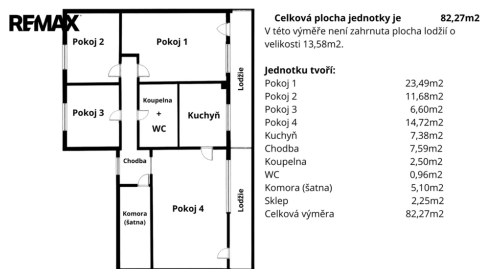 RE/MAX
Pokoj 2
Pokoj 1
Lodžie
Pokoj 3
Koupelna
+
WC
Kuchyň
Chodba
Komora
(šatna)
Pokoj 4
Lodžie
Celková plocha jednotky je 82,27m2
V této výměře není zahrnuta plocha lodžií o
velikosti 13,58m2.
Jednotku tvoří:
Pokoj 1 23,49m2
Pokoj 2 11,68m2
Pokoj 3 6,60m2
Pokoj 4 14,72m2
Kuchyň 7,38m2
Chodba 7,59m2
Koupelna 2,50m2
WC 0,96m2
Komora (šatna) 5,10m2
Sklep 2,25m2
Celková výměra 82,27m2